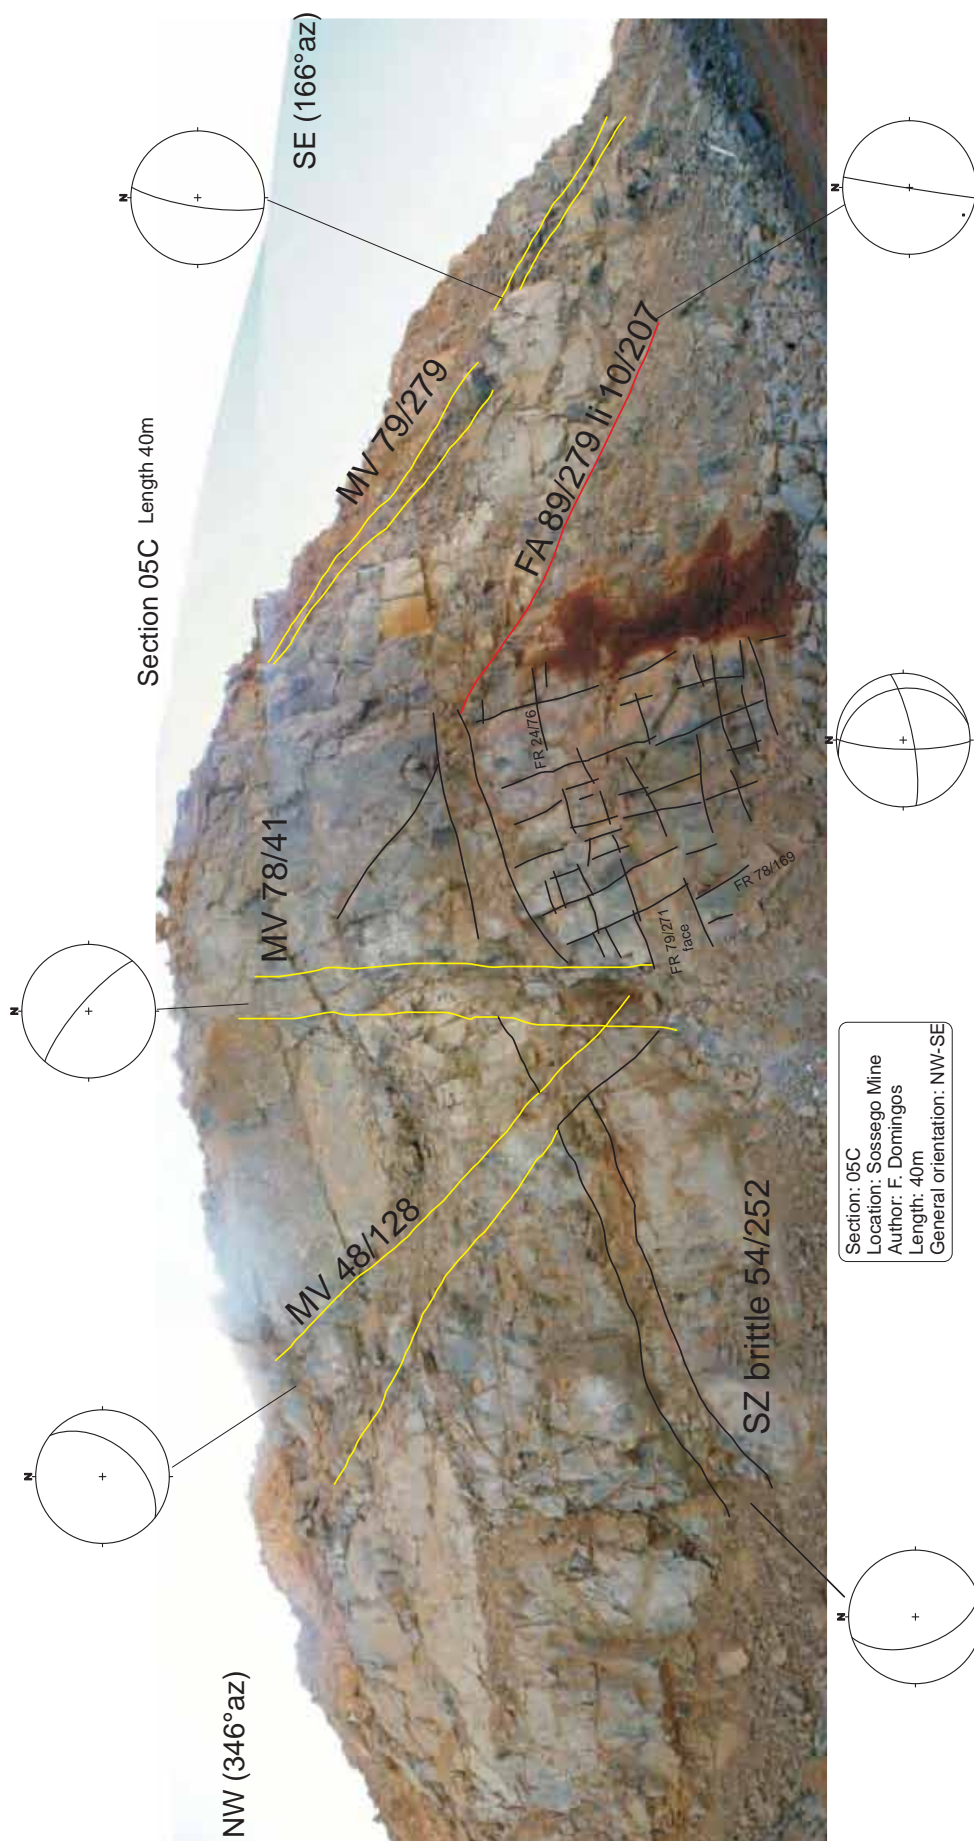 Section 05C Length 40m
NW (346°az)
SE (166°az)
MV 48/128
MV 78/41
MV 79/279
FA 89/279 li 10/207
SZ brittle 54/252
FR 24/76
FR 79/271
face
FR 78/169
Section: 05C
Location: Sossego Mine
Author: F. Domingos
Length: 40m
General orientation: NW-SE
N
N
N
N
N
N